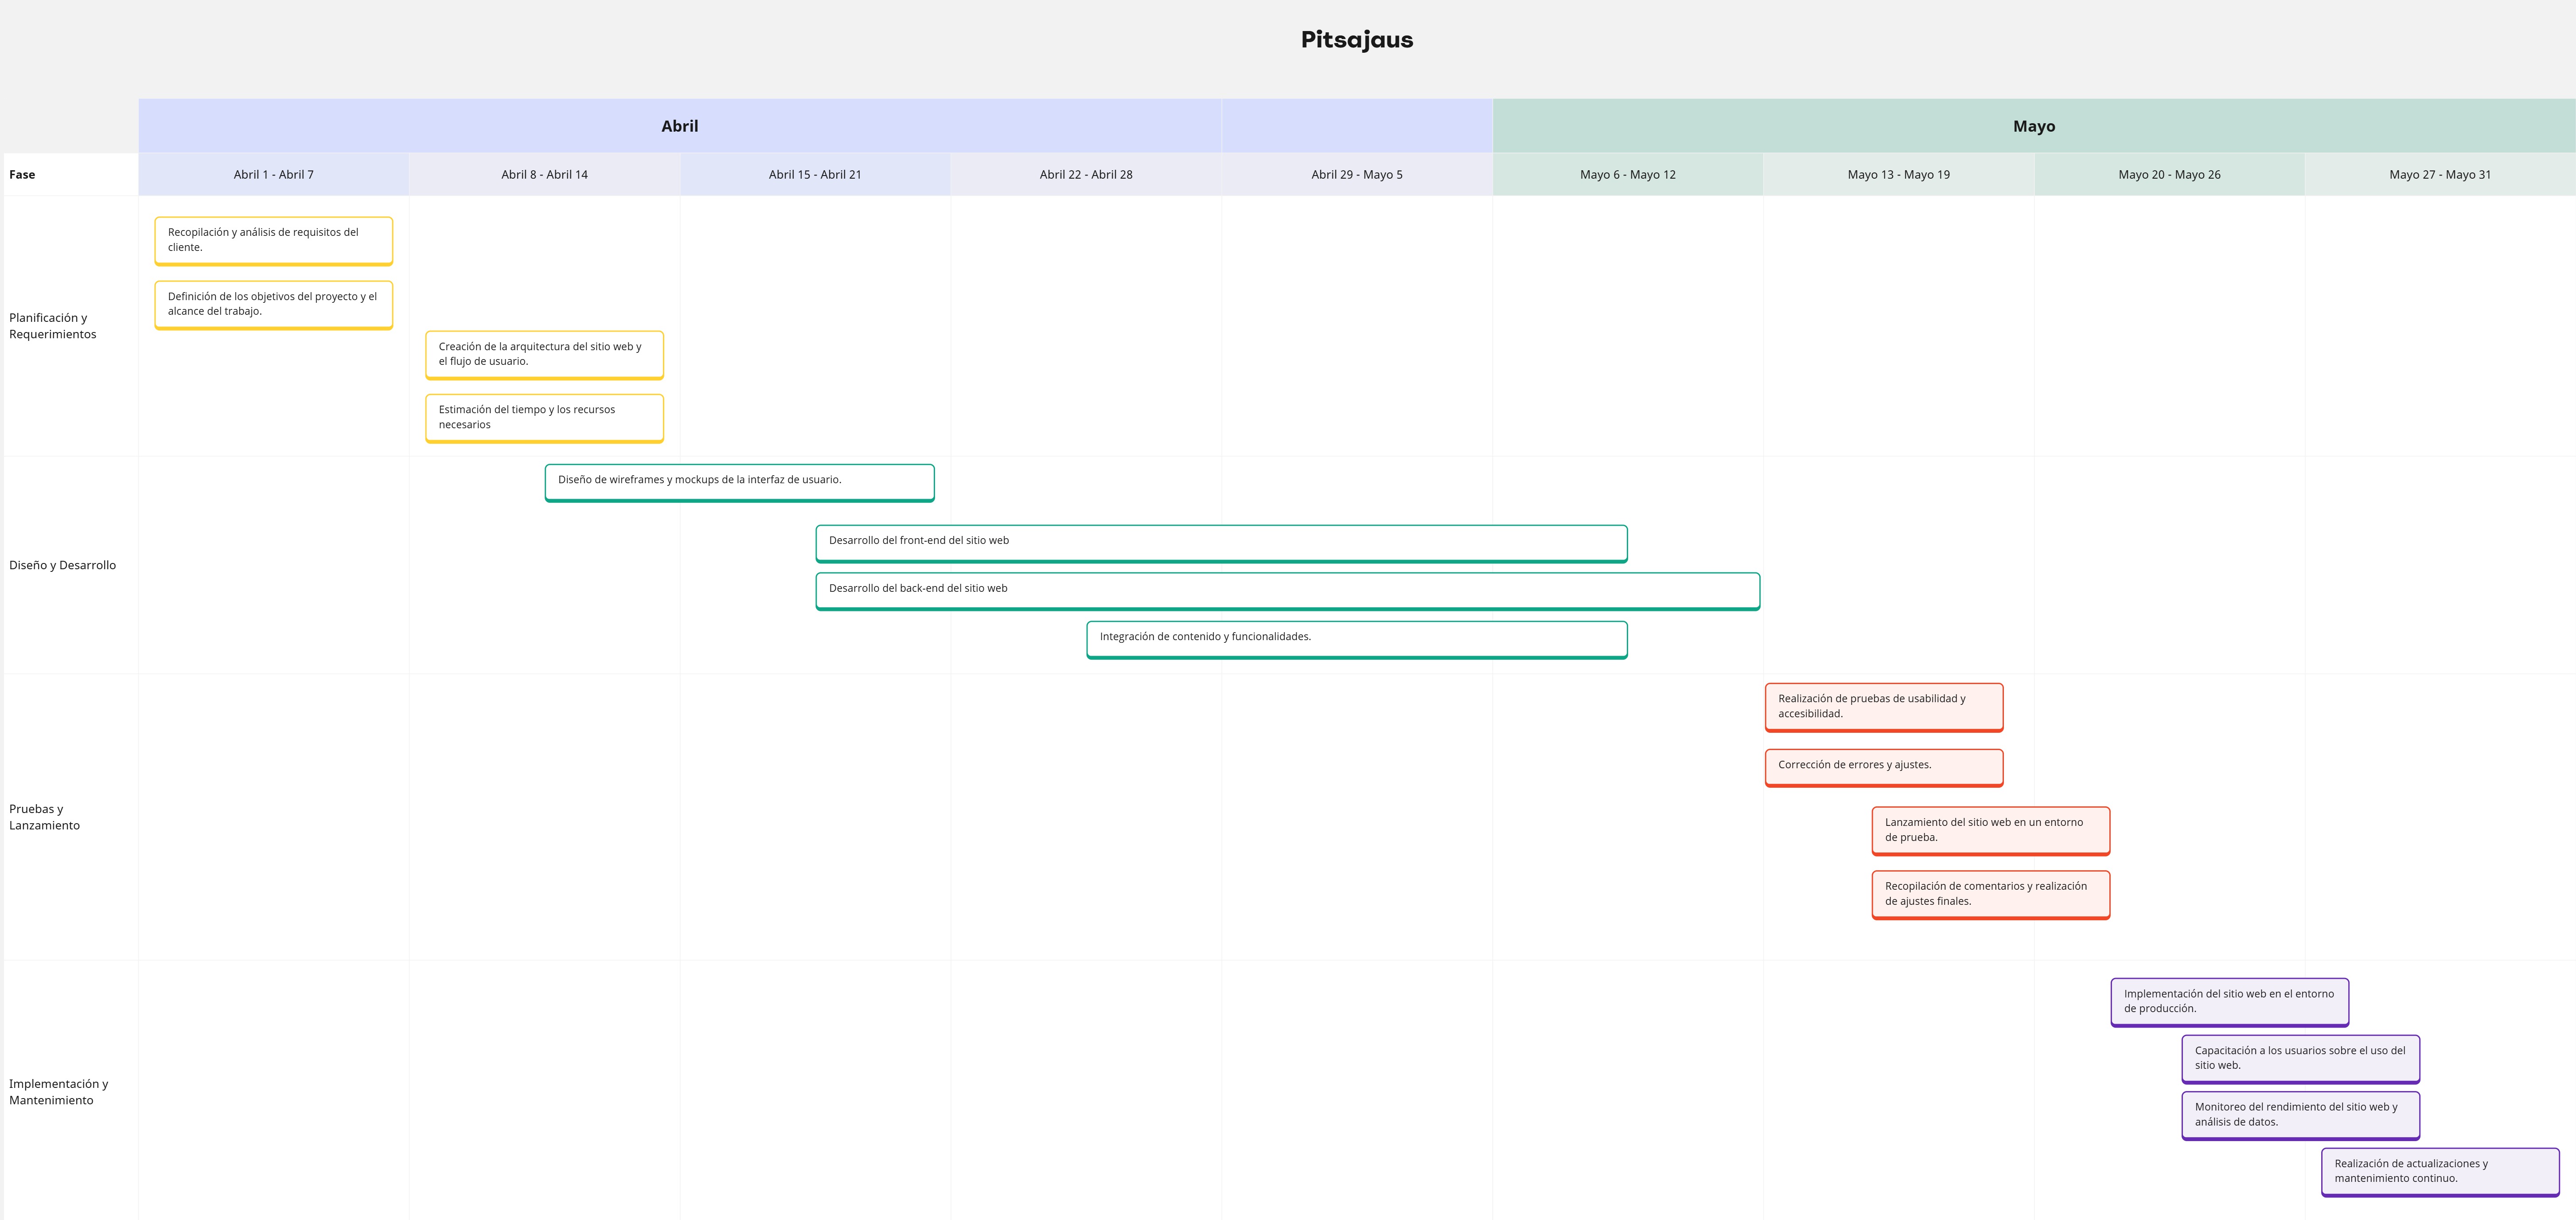 Pitsajaus
Abril
Mayo
Fase
Abril 1 - Abril 7
Abril 8 - Abril 14
Abril 15 - Abril 21
Abril 22 - Abril 28
Abril 29 - Mayo 5
Mayo 6 - Mayo 12
Mayo 13 - Mayo 19
Mayo 20 - Mayo 26
Mayo 27 - Mayo 31
Planificación y
Requerimientos
Recopilación y análisis de requisitos del
cliente.
Definición de los objetivos del proyecto y el
alcance del trabajo.
Creación de la arquitectura del sitio web y
el flujo de usuario.
Estimación del tiempo y los recursos
necesarios
Diseño y Desarrollo
Diseño de wireframes y mockups de la interfaz de usuario.
Desarrollo del front-end del sitio web
Desarrollo del back-end del sitio web
Integración de contenido y funcionalidades.
Pruebas y
Lanzamiento
Realización de pruebas de usabilidad y
accesibilidad.
Corrección de errores y ajustes.
Lanzamiento del sitio web en un entorno
de prueba.
Recopilación de comentarios y realización
de ajustes finales.
Implementación y
Mantenimiento
Implementación del sitio web en el entorno
de producción.
Capacitación a los usuarios sobre el uso del
sitio web.
Monitoreo del rendimiento del sitio web y
análisis de datos.
Realización de actualizaciones y
mantenimiento continuo.